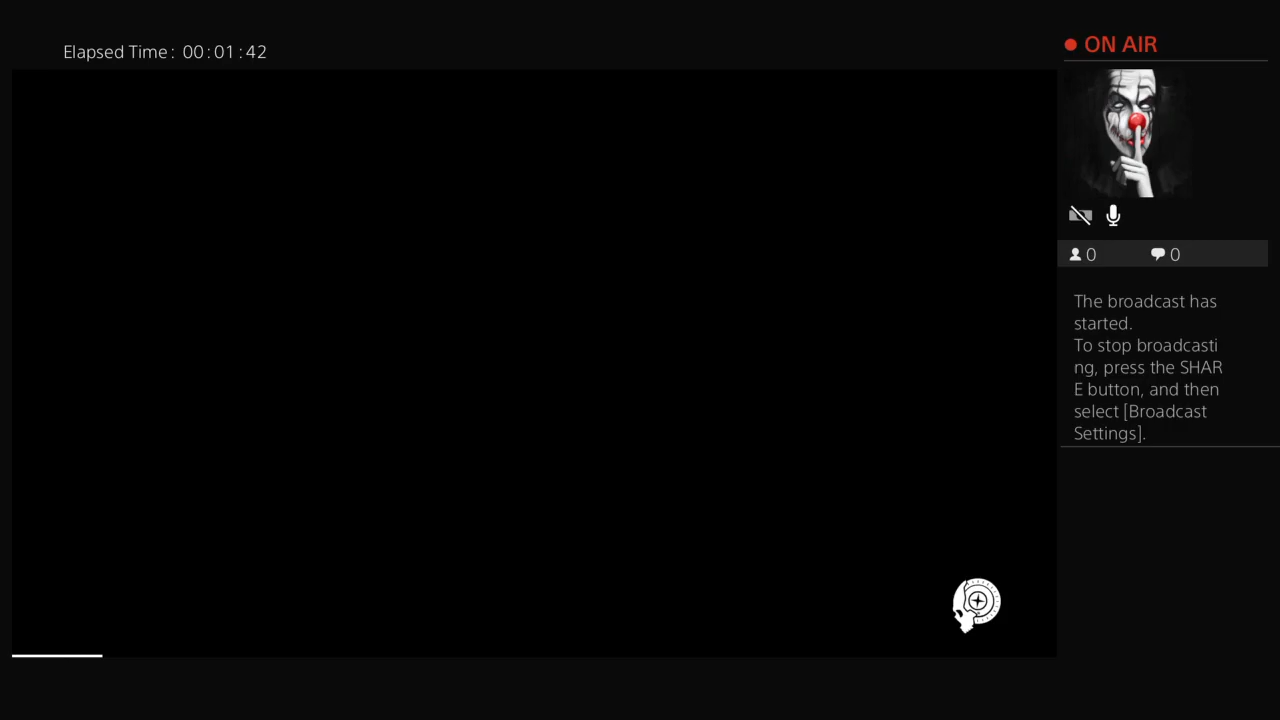 Elapsed Time: 00:01:42
ON AIR
0
0
The broadcast has
started.
To stop broadcasti
ng, press the SHAR
E button, and then
select [Broadcast
Settings].